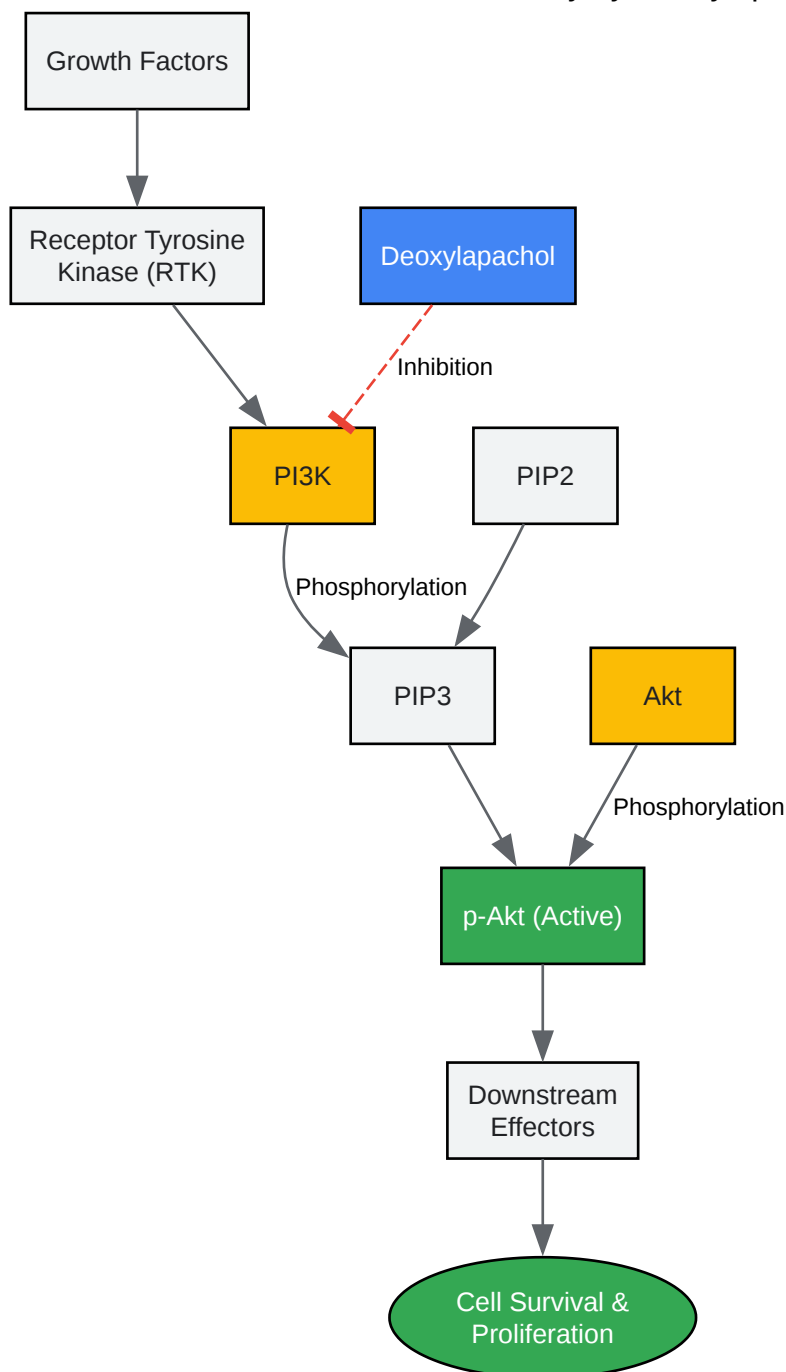 Growth Factors
Receptor Tyrosine
Kinase (RTK)
Deoxylapachol
Inhibition
PI3K
PIP2
Phosphorylation
PIP3
Akt
Phosphorylation
p-Akt (Active)
Downstream
Effectors
Cell Survival &
Proliferation